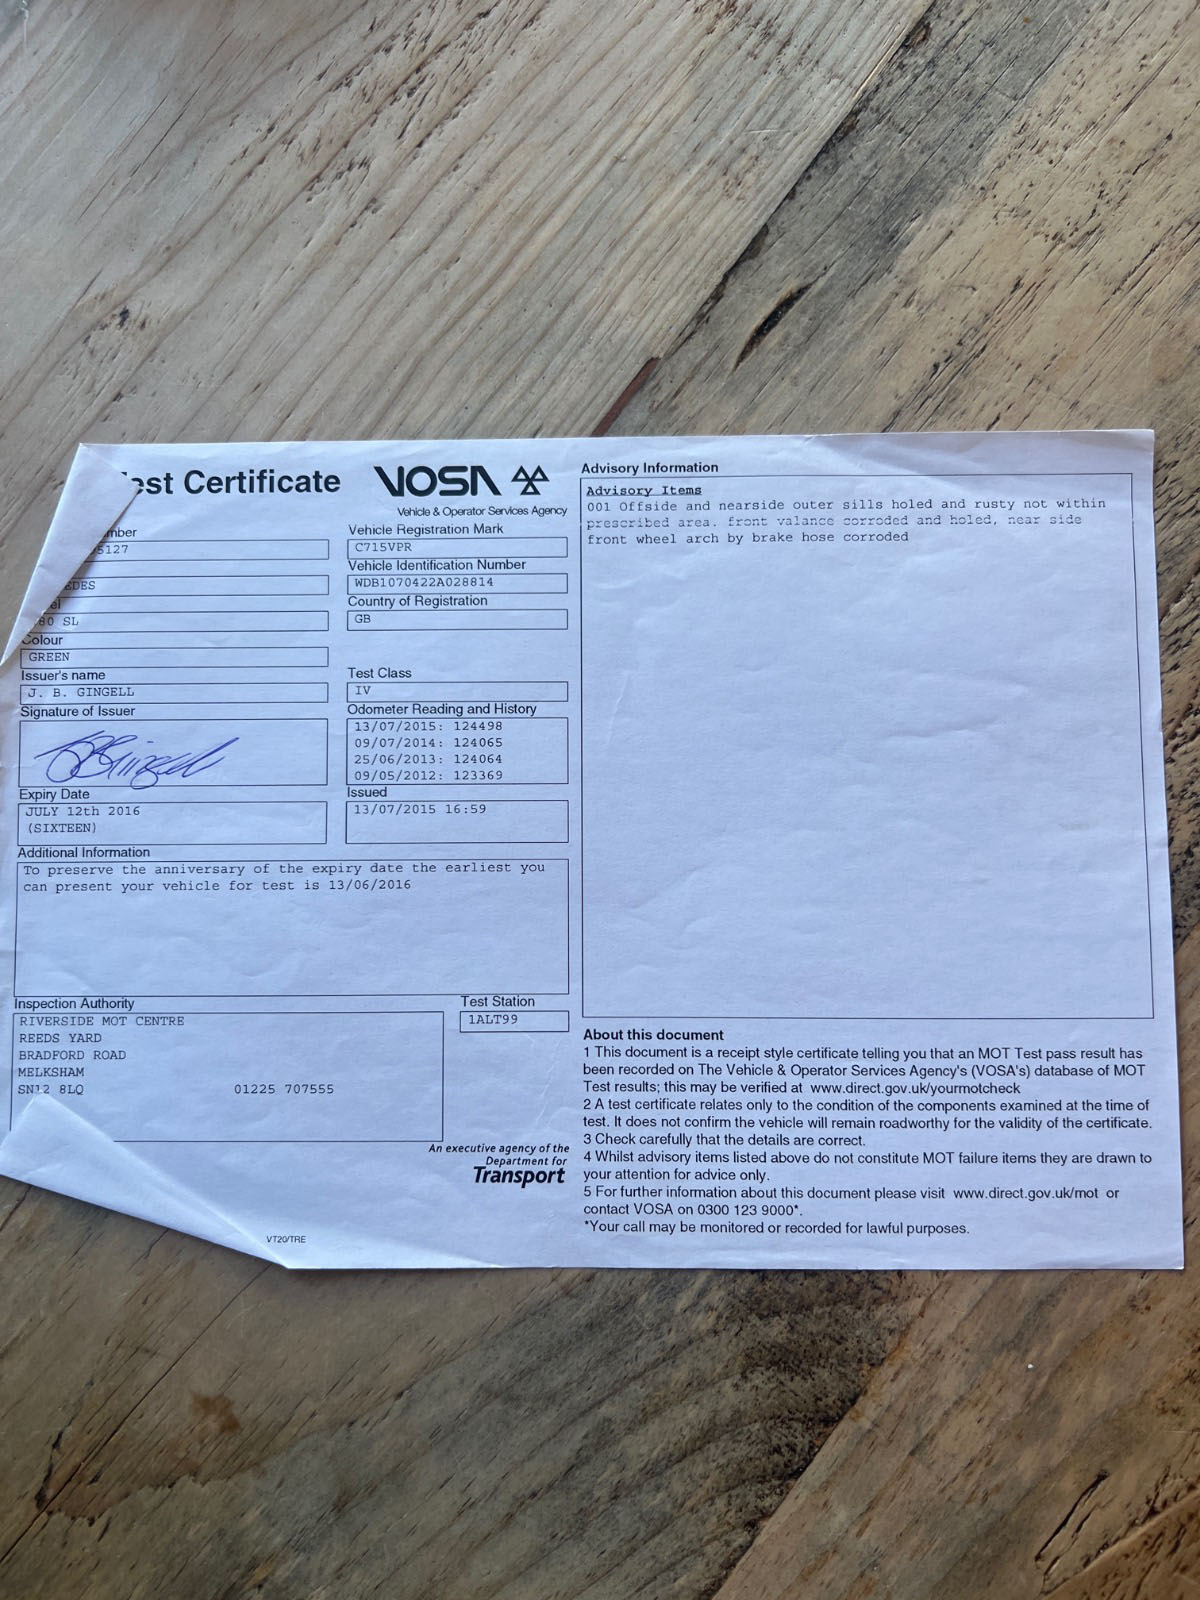 est Certificate
VOSA
Vehicle & Operator Services Agency
mber
5127
EDES
el
80 SL
Colour
GREEN
Issuer's name
J. B. GINGELL
Signature of Issuer
JBGingell
Expiry Date
JULY 12th 2016
(SIXTEEN)
Vehicle Registration Mark
C715VPR
Vehicle Identification Number
WDB1070422A028814
Country of Registration
GB
Test Class
IV
Odometer Reading and History
13/07/2015: 124498
09/07/2014: 124065
25/06/2013: 124064
09/05/2012: 123369
Issued
13/07/2015 16:59
Additional Information
To preserve the anniversary of the expiry date the earliest you
can present your vehicle for test is 13/06/2016
Inspection Authority
RIVERSIDE MOT CENTRE
REEDS YARD
BRADFORD ROAD
MELKSHAM
SN12 8LQ 01225 707555
Test Station
1ALT99
An executive agency of the
Department for
Transport
VT20/TRE
Advisory Information
Advisory Items
001 Offside and nearside outer sills holed and rusty not within
prescribed area. front valance corroded and holed, near side
front wheel arch by brake hose corroded
About this document
1 This document is a receipt style certificate telling you that an MOT Test pass result has
been recorded on The Vehicle & Operator Services Agency's (VOSA's) database of MOT
Test results; this may be verified at www.direct.gov.uk/yourmotcheck
2 A test certificate relates only to the condition of the components examined at the time of
test. It does not confirm the vehicle will remain roadworthy for the validity of the certificate.
3 Check carefully that the details are correct.
4 Whilst advisory items listed above do not constitute MOT failure items they are drawn to
your attention for advice only.
5 For further information about this document please visit www.direct.gov.uk/mot or
contact VOSA on 0300 123 9000*.
*Your call may be monitored or recorded for lawful purposes.